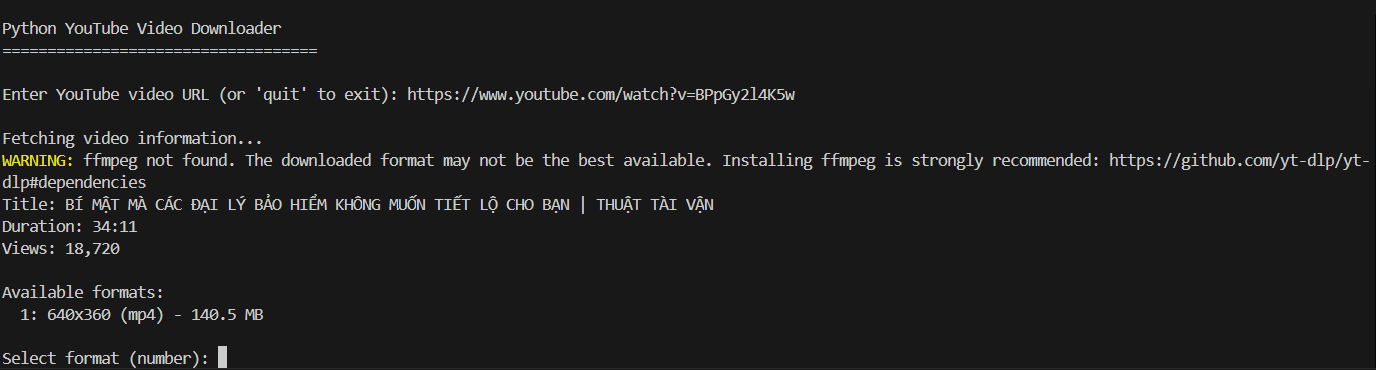 Python YouTube Video Downloader
===================================
Enter YouTube video URL (or 'quit' to exit): https://www.youtube.com/watch?v=BPpGy2l4K5w
Fetching video information...
WARNING: ffmpeg not found. The downloaded format may not be the best available. Installing ffmpeg is strongly recommended: https://github.com/yt-dlp/yt-
dlp#dependencies
Title: BÍ MẬT MÀ CÁC ĐẠI LÝ BẢO HIỂM KHÔNG MUỐN TIẾT LỘ CHO BẠN | THUẬT TÀI VẬN
Duration: 34:11
Views: 18,720
Available formats:
  1: 640x360 (mp4) - 140.5 MB
Select format (number):